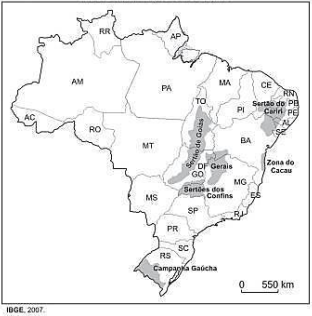 RR
AP
AM
PA
MA
CE
RN
Sertão do
Cariri
PB
PE
AL
SE
PI
TO
AC
RO
MT
Sertão de Goiás
BA
Zona do
Cacau
DF
Gerais
GO
Sertões dos
Confins
MG
ES
MS
SP
RJ
PR
SC
RS
Campanha Gaúcha
0 550 km
IBGE, 2007.